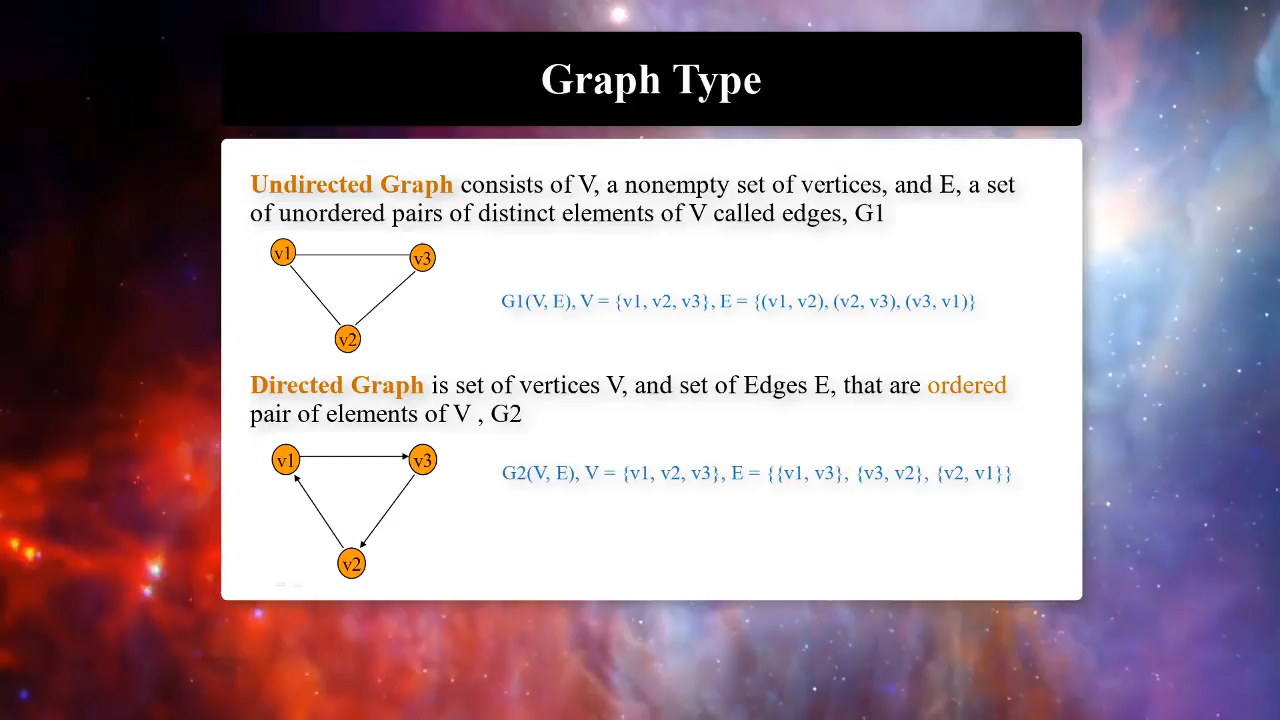 Graph Type
Undirected Graph consists of V, a nonempty set of vertices, and E, a set
of unordered pairs of distinct elements of V called edges, G1
v1
v3
G1(V, E), V = {v1, v2, v3}, E = {(v1, v2), (v2, v3), (v3, v1)}
v2
Directed Graph is set of vertices V, and set of Edges E, that are ordered
pair of elements of V , G2
v1
v3
G2(V, E), V = {v1, v2, v3}, E = {{v1, v3}, {v3, v2}, {v2, v1}}
v2